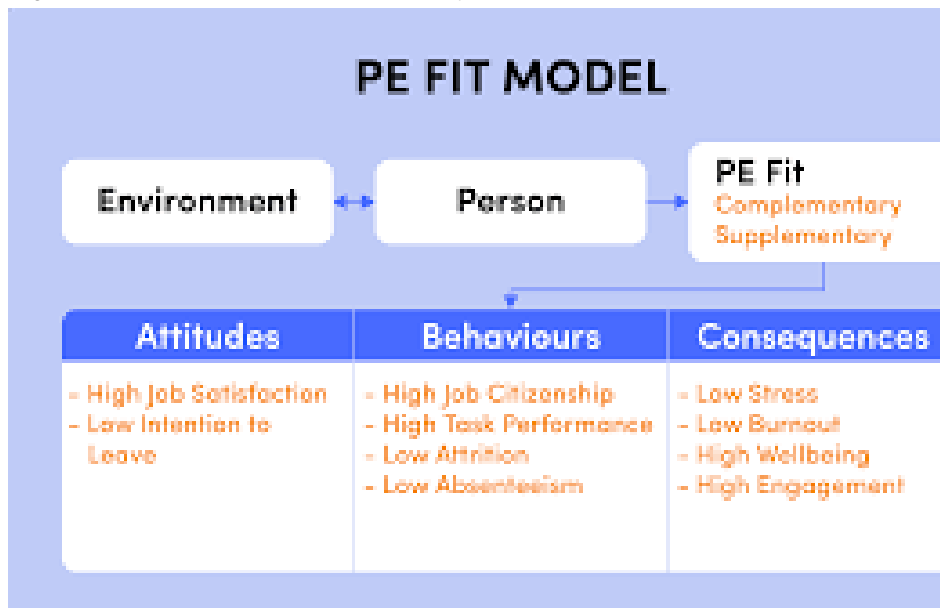 PE FIT MODEL
Environment
Person
PE Fit
Complementary
Supplementary
Attitudes
- High Job Satisfaction
- Low Intention to
Leave
Behaviours
- High Job Citizenship
- High Task Performance
- Low Attrition
- Low Absenteeism
Consequences
- Low Stress
- Low Burnout
- High Wellbeing
- High Engagement